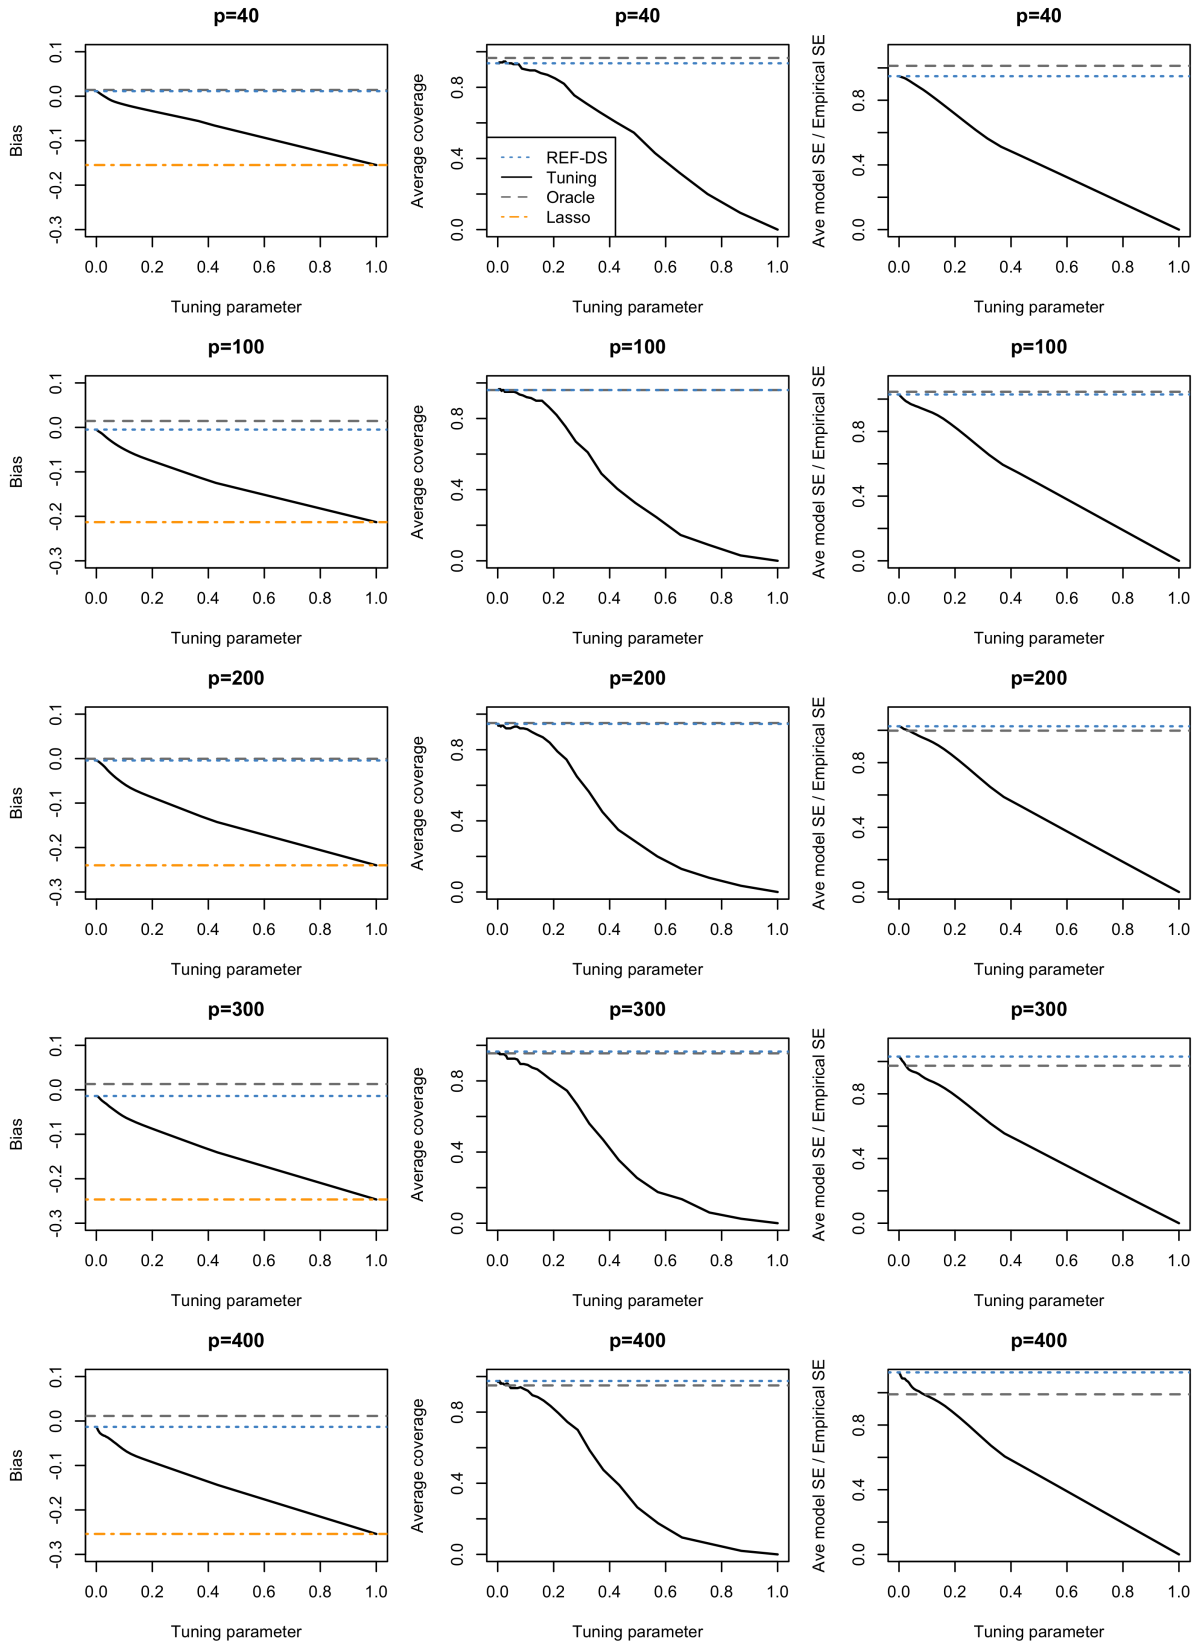 p=40
Bias
0.1
0.0
-0.1
-0.2
-0.3
0.0 0.2 0.4 0.6 0.8 1.0
Tuning parameter
p=40
Average coverage
0.8
0.4
0.0
REF-DS
Tuning
Oracle
Lasso
0.0 0.2 0.4 0.6 0.8 1.0
Tuning parameter
p=40
Ave model SE / Empirical SE
0.8
0.4
0.0
0.0 0.2 0.4 0.6 0.8 1.0
Tuning parameter
p=100
Bias
0.1
0.0
-0.1
-0.2
-0.3
0.0 0.2 0.4 0.6 0.8 1.0
Tuning parameter
p=100
Average coverage
0.8
0.4
0.0
0.0 0.2 0.4 0.6 0.8 1.0
Tuning parameter
p=100
Ave model SE / Empirical SE
0.8
0.4
0.0
0.0 0.2 0.4 0.6 0.8 1.0
Tuning parameter
p=200
Bias
0.1
0.0
-0.1
-0.2
-0.3
0.0 0.2 0.4 0.6 0.8 1.0
Tuning parameter
p=200
Average coverage
0.8
0.4
0.0
0.0 0.2 0.4 0.6 0.8 1.0
Tuning parameter
p=200
Ave model SE / Empirical SE
0.8
0.4
0.0
0.0 0.2 0.4 0.6 0.8 1.0
Tuning parameter
p=300
Bias
0.1
0.0
-0.1
-0.2
-0.3
0.0 0.2 0.4 0.6 0.8 1.0
Tuning parameter
p=300
Average coverage
0.8
0.4
0.0
0.0 0.2 0.4 0.6 0.8 1.0
Tuning parameter
p=300
Ave model SE / Empirical SE
0.8
0.4
0.0
0.0 0.2 0.4 0.6 0.8 1.0
Tuning parameter
p=400
Bias
0.1
0.0
-0.1
-0.2
-0.3
0.0 0.2 0.4 0.6 0.8 1.0
Tuning parameter
p=400
Average coverage
0.8
0.4
0.0
0.0 0.2 0.4 0.6 0.8 1.0
Tuning parameter
p=400
Ave model SE / Empirical SE
0.8
0.4
0.0
0.0 0.2 0.4 0.6 0.8 1.0
Tuning parameter